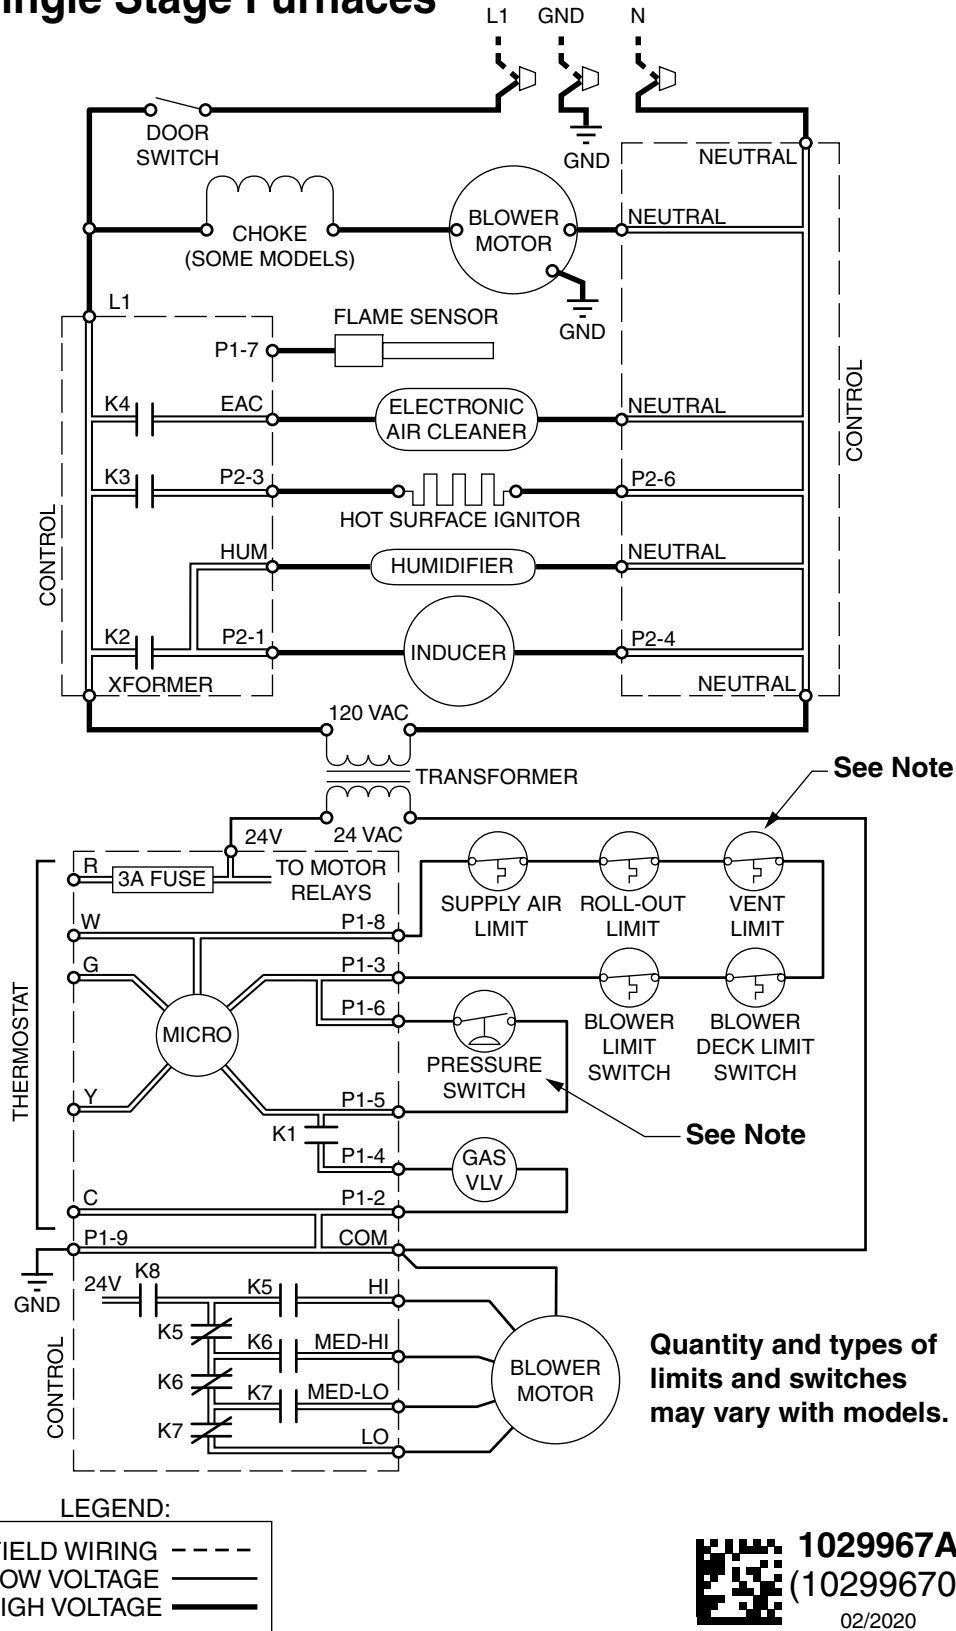 Single Stage Furnaces
L1 GND N
DOOR
SWITCH
GND
NEUTRAL
CHOKE
(SOME MODELS)
BLOWER
MOTOR
NEUTRAL
GND
L1
FLAME SENSOR
P1-7
K4 EAC
ELECTRONIC
AIR CLEANER
NEUTRAL
CONTROL
K3 P2-3
HOT SURFACE IGNITOR
P2-6
CONTROL
HUM
HUMIDIFIER
NEUTRAL
K2 P2-1
INDUCER
P2-4
XFORMER
NEUTRAL
120 VAC
TRANSFORMER
See Note
24V
24 VAC
R
3A FUSE
TO MOTOR
RELAYS
SUPPLY AIR
LIMIT
ROLL-OUT
LIMIT
VENT
LIMIT
W P1-8
G P1-3
P1-6
THERMOSTAT
MICRO
PRESSURE
SWITCH
BLOWER
LIMIT
SWITCH
BLOWER
DECK LIMIT
SWITCH
Y P1-5
K1
See Note
P1-4
GAS
VLV
C P1-2
P1-9 COM
GND
24V K8 K5 HI
K5
K6 MED-HI
K6
K7 MED-LO
K7
LO
CONTROL
BLOWER
MOTOR
Quantity and types of
limits and switches
may vary with models.
LEGEND:
FIELD WIRING
LOW VOLTAGE
HIGH VOLTAGE
1029967A
(10299670
02/2020